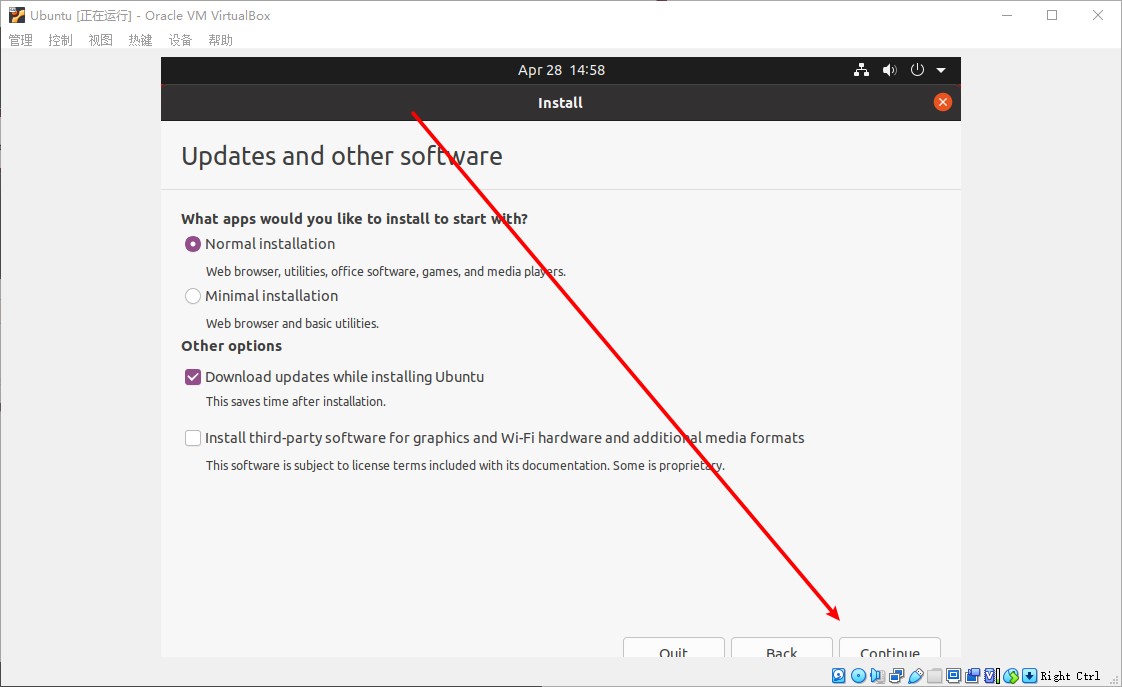 Ubuntu [正在运行] - Oracle VM VirtualBox
管理 控制 视图 热键 设备 帮助
Apr 28 14:58
Install
Updates and other software
What apps would you like to install to start with?
Normal installation
Web browser, utilities, office software, games, and media players.
Minimal installation
Web browser and basic utilities.
Other options
Download updates while installing Ubuntu
This saves time after installation.
Install third-party software for graphics and Wi-Fi hardware and additional media formats
This software is subject to license terms included with its documentation. Some is proprietary.
Quit Back Continue
Right Ctrl